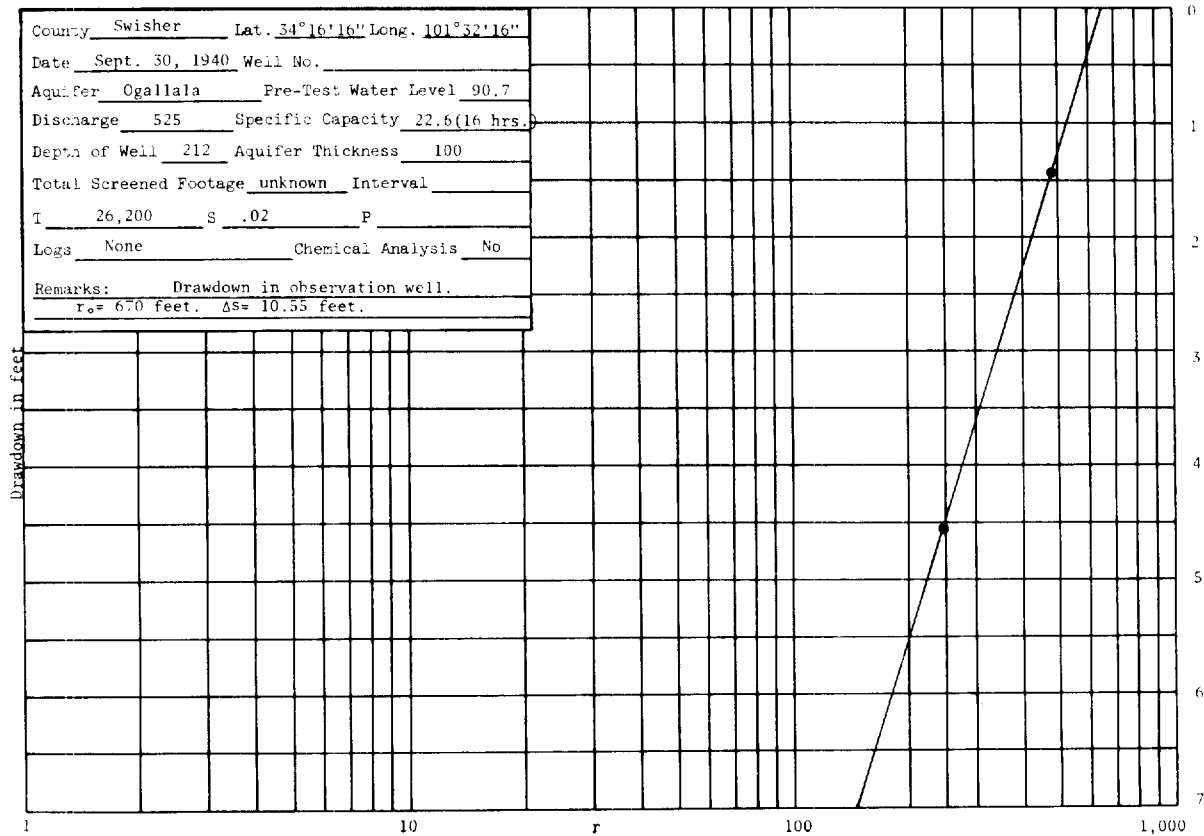 County Swisher Lat. 34°16'16" Long. 101°32'16"
Date Sept. 30, 1940 Well No.
Aquifer Ogallala Pre-Test Water Level 90.7
Discharge 525 Specific Capacity 22.6(16 hrs.)
Depth of Well 212 Aquifer Thickness 100
Total Screened Footage unknown Interval
T 26,200 S .02 P
Logs None Chemical Analysis No
Remarks: Drawdown in observation well.
r₀= 670 feet. ΔS= 10.55 feet.
Drawdown in feet
0
1
2
3
4
5
6
7
1 10 r 100 1,000